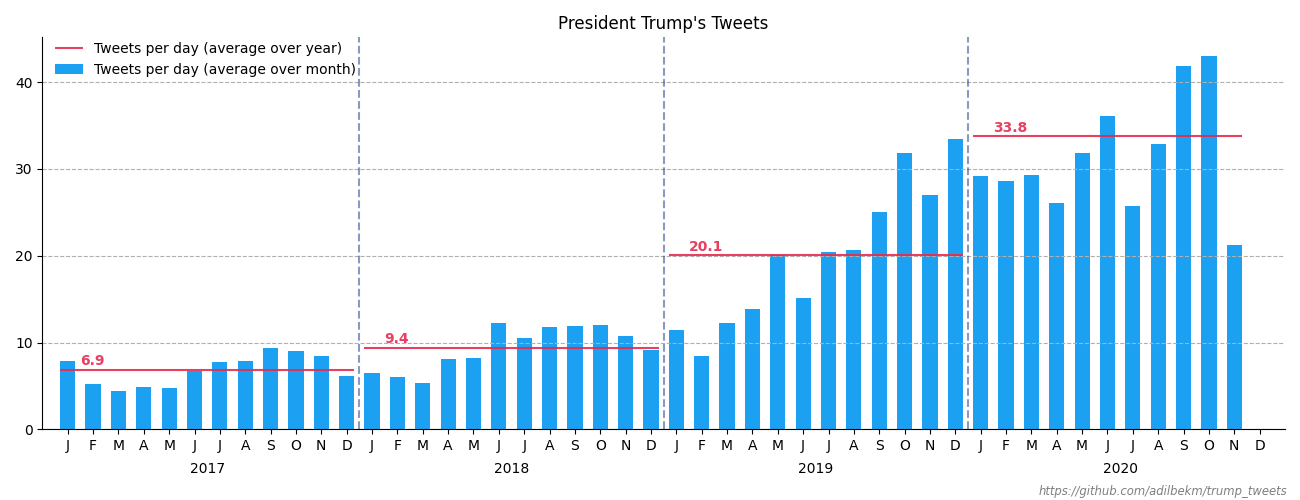 President Trump's Tweets
Tweets per day (average over year)
Tweets per day (average over month)
40
30
20
10
0
6.9
9.4
20.1
33.8
J F M A M J J A S O N D J F M A M J J A S O N D J F M A M J J A S O N D J F M A M J J A S O N D
2017 2018 2019 2020
https://github.com/adilbekm/trump_tweets